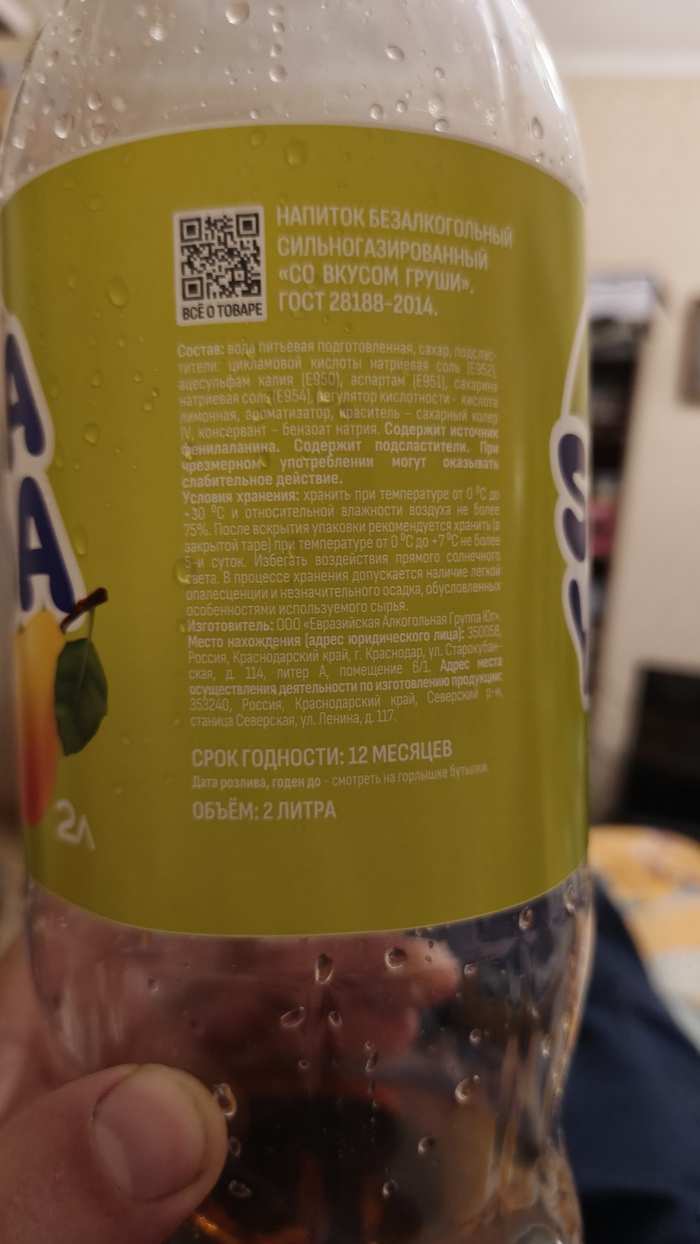 НАПИТОК БЕЗАЛКОГОЛЬНЫЙ
СИЛЬНОГАЗИРОВАННЫЙ
«СО ВКУСОМ ГРУШИ».
ГОСТ 28188-2014.
ВСЁ О ТОВАРЕ
Состав: вода питьевая подготовленная, сахар, подслас-
тители: цикламовой кислоты натриевая соль (Е952),
ацесульфам калия (Е950), аспартам (Е951), сахарина
натриевая соль (Е954), регулятор кислотности - кислота
лимонная, ароматизатор, краситель - сахарный колер
IV, консервант - бензоат натрия. Содержит источник
фенилаланина. Содержит подсластители. При
чрезмерном употреблении могут оказывать
слабительное действие.
Условия хранения: хранить при температуре от 0 °С до
+30 °С и относительной влажности воздуха не более
75%. После вскрытия упаковки рекомендуется хранить (в
закрытой таре) при температуре от 0 °С до +7 °С не более
5-и суток. Избегать воздействия прямого солнечного
света. В процессе хранения допускается наличие легкой
опалесценции и незначительного осадка, обусловленных
особенностями используемого сырья.
Изготовитель: ООО «Евразийская Алкогольная Группа Юг».
Место нахождения (адрес юридического лица): 350058,
Россия, Краснодарский край, г. Краснодар, ул. Старокубан-
ская, д. 114, литер А, помещение 6/1. Адрес места
осуществления деятельности по изготовлению продукции:
353240, Россия, Краснодарский край, Северский р-н,
станица Северская, ул. Ленина, д. 117.
СРОК ГОДНОСТИ: 12 МЕСЯЦЕВ
Дата розлива, годен до - смотреть на горлышке бутылки.
ОБЪЁМ: 2 ЛИТРА
А
А
2л